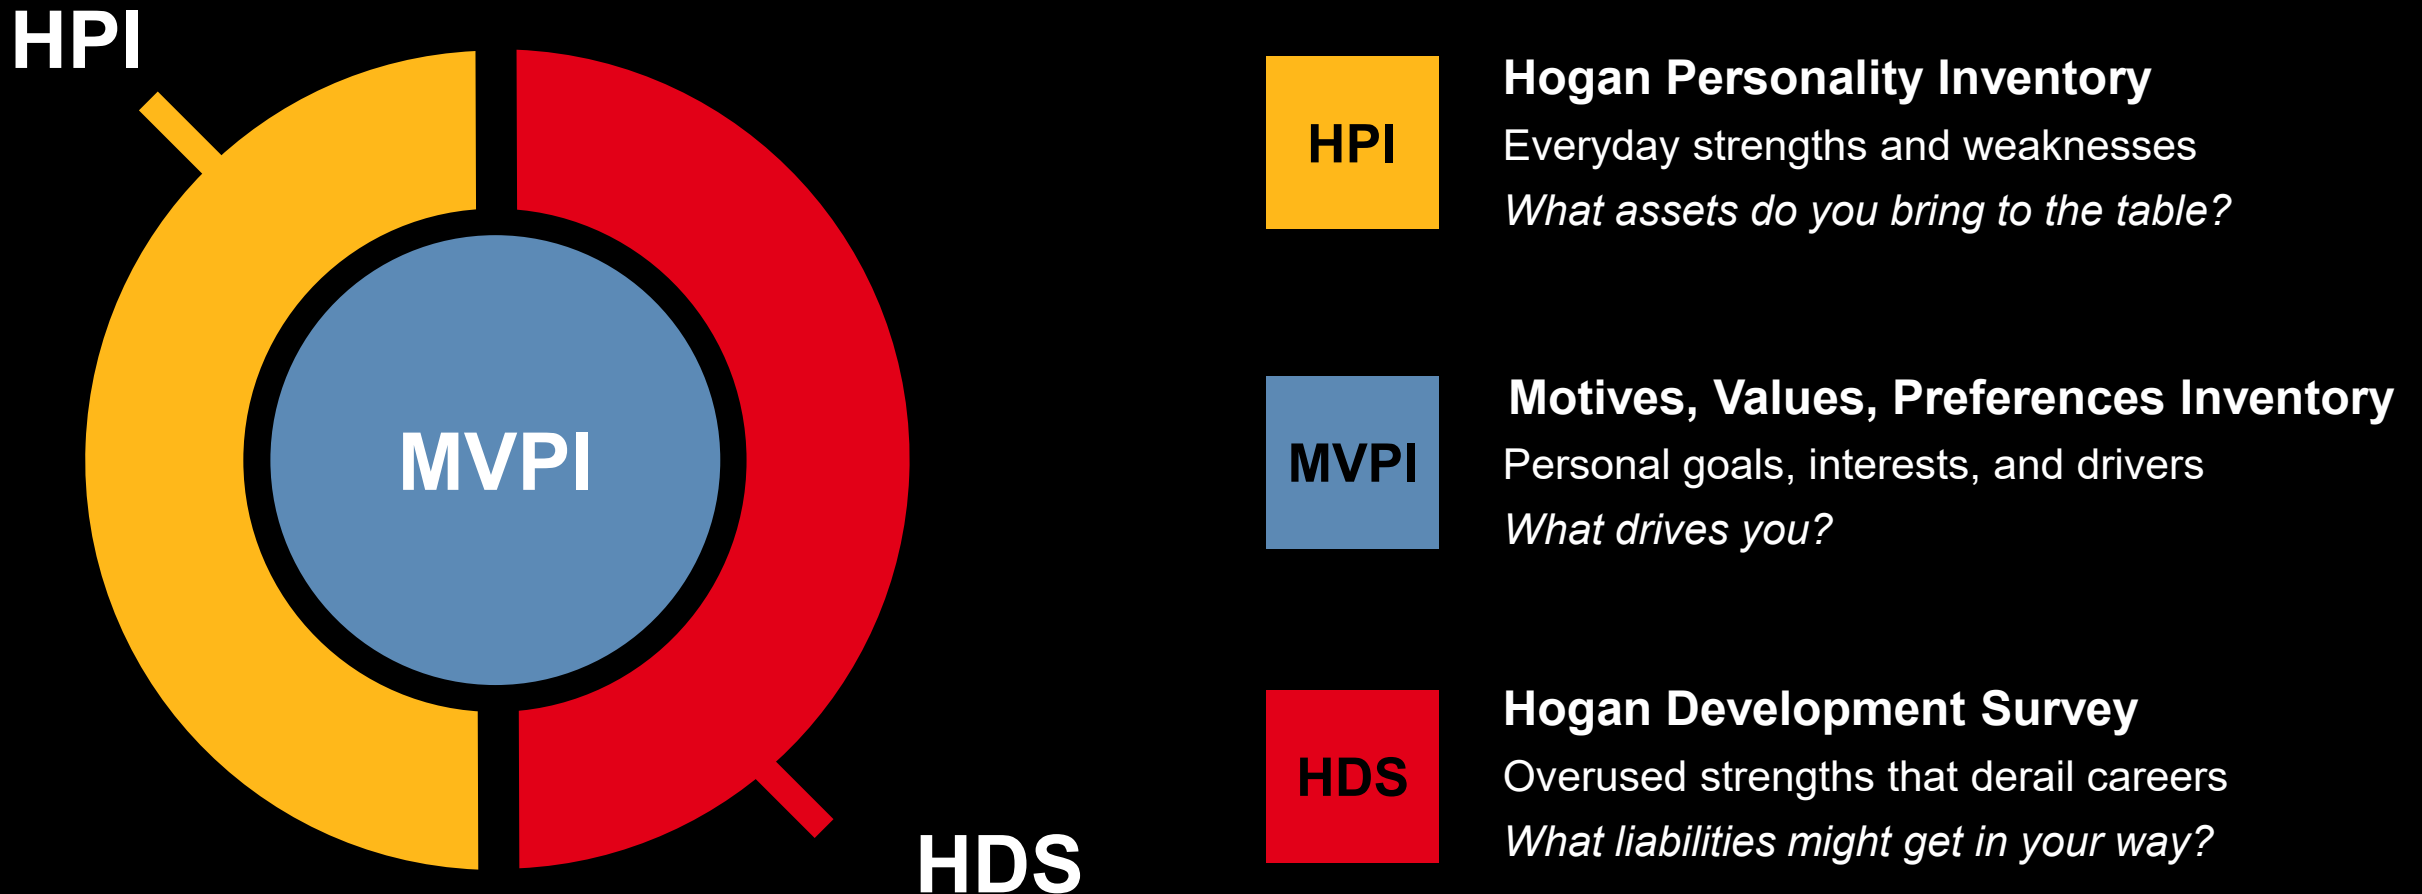 HPI
MVPI
HDS
HPI
Hogan Personality Inventory
Everyday strengths and weaknesses
What assets do you bring to the table?
MVPI
Motives, Values, Preferences Inventory
Personal goals, interests, and drivers
What drives you?
HDS
Hogan Development Survey
Overused strengths that derail careers
What liabilities might get in your way?